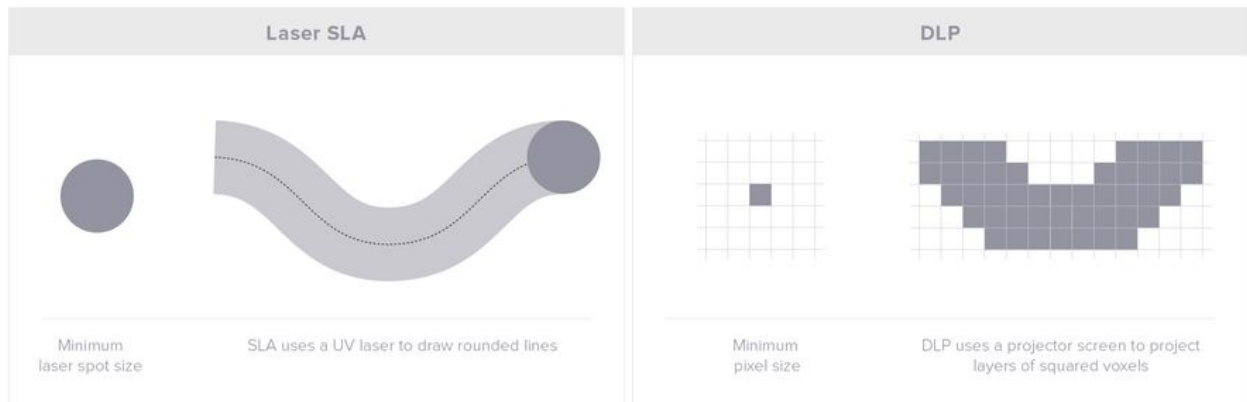 Laser SLA
Minimum
laser spot size
SLA uses a UV laser to draw rounded lines
DLP
Minimum
pixel size
DLP uses a projector screen to project
layers of squared voxels